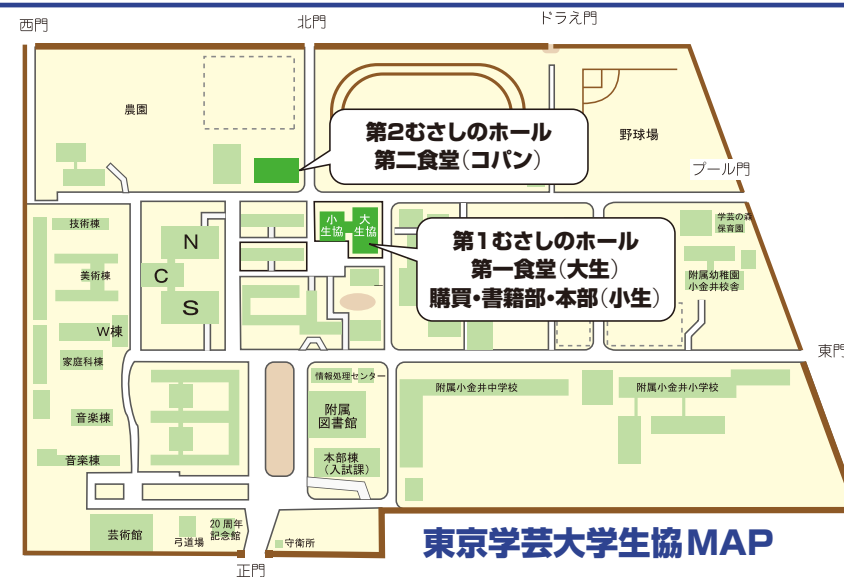 西門
北門
ドラえ門
農園
第2むさしのホール
第二食堂（コパン）
野球場
プール門
技術棟
N
小
生協
大
生協
第1むさしのホール
第一食堂（大生）
購買・書籍部・本部（小生）
学芸の森
保育園
美術棟
C
S
附属幼稚園
小金井校舎
W棟
家庭科棟
東門
情報処理センター
附属小金井中学校
附属小金井小学校
音楽棟
附属
図書館
音楽棟
本部棟
（入試課）
芸術館
弓道場
20周年
記念館
守衛所
正門
東京学芸大学生協MAP